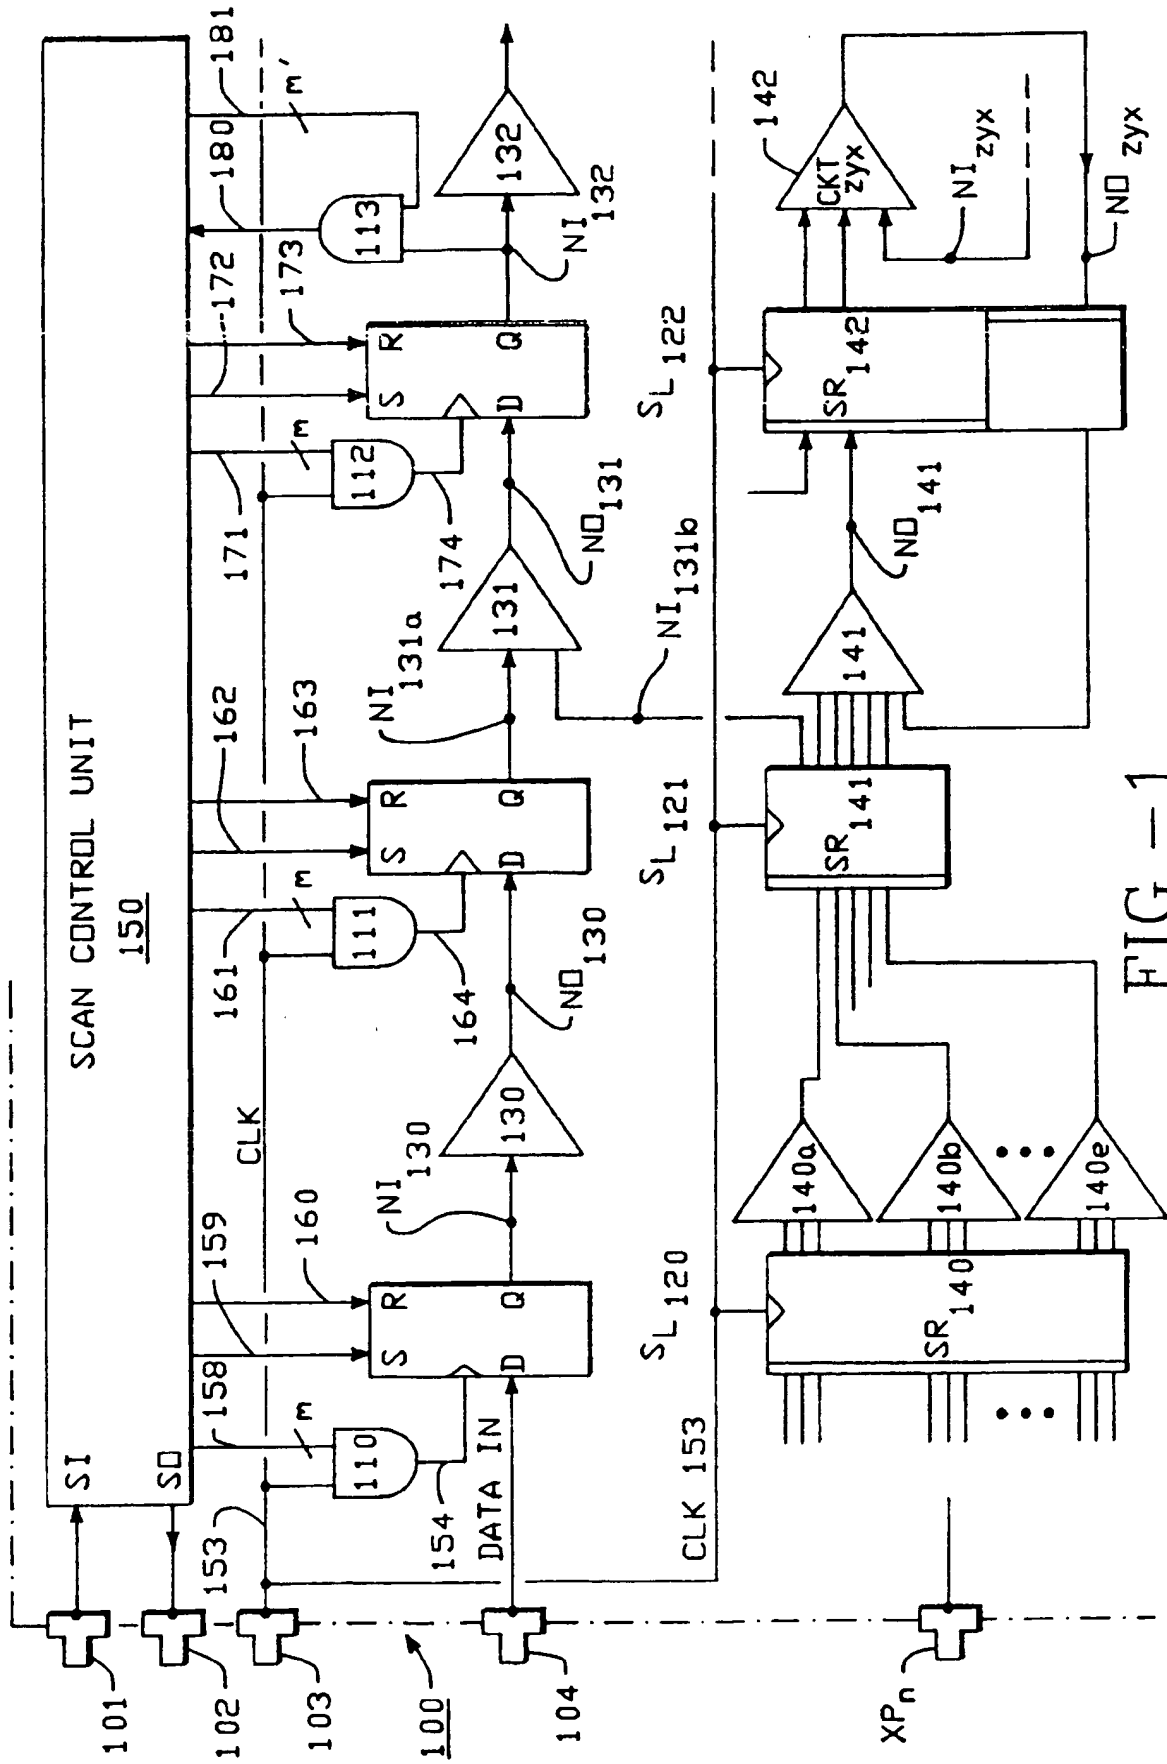 SCAN CONTROL UNIT
150
SI
SO
101
102
103
104
100
XPn
153
158
159
160
CLK
161
162
163
171
172
173
180
181
m
m
m
m'
110
111
112
113
154
164
174
DATA IN
S R
D Q
S R
D Q
S R
D Q
NI130
130
NO130
NI131a
131
NO131
NI132
132
NI131b
CLK 153
SL120
SL121
SL122
SR140
140a
140b
140e
SR141
141
NO141
SR142
CKT zyx
142
NIzyx
NOzyx
FIG-1